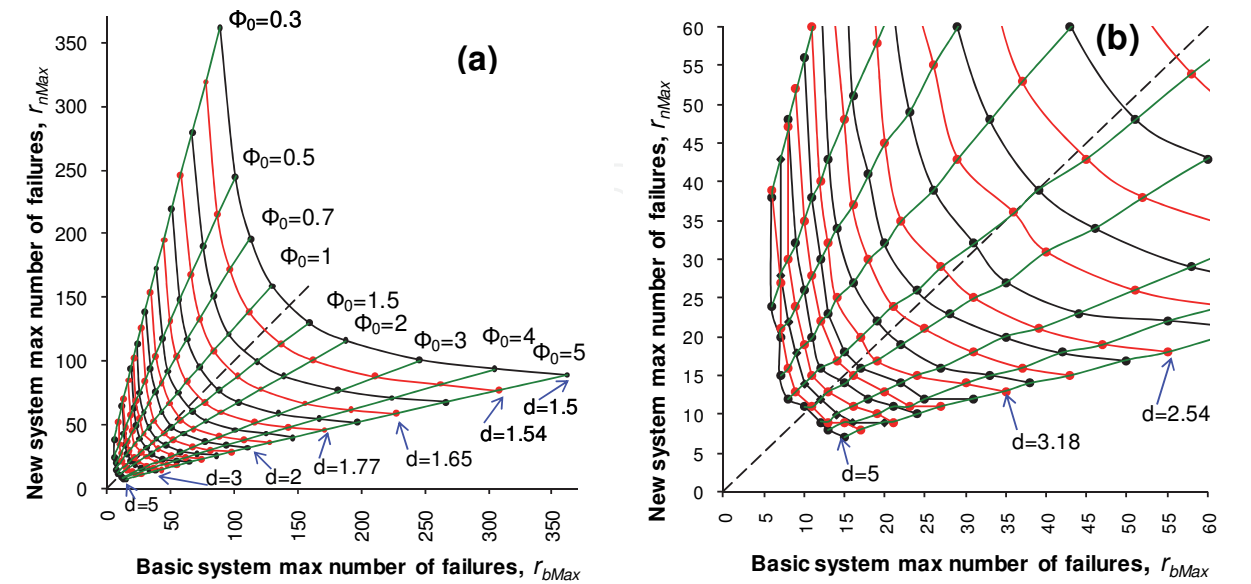 Φ0=0.3
(a)
Φ0=0.5
Φ0=0.7
Φ0=1
Φ0=1.5
Φ0=2
Φ0=3
Φ0=4
Φ0=5
d=1.5
d=1.54
d=1.65
d=1.77
d=2
d=3
d=5
New system max number of failures, rnMax
350
300
250
200
150
100
50
0
0 50 100 150 200 250 300 350
Basic system max number of failures, rbMax
(b)
New system max number of failures, rnMax
60
55
50
45
40
35
30
25
20
15
10
5
0
d=2.54
d=3.18
d=5
0 5 10 15 20 25 30 35 40 45 50 55 60
Basic system max number of failures, rbMax